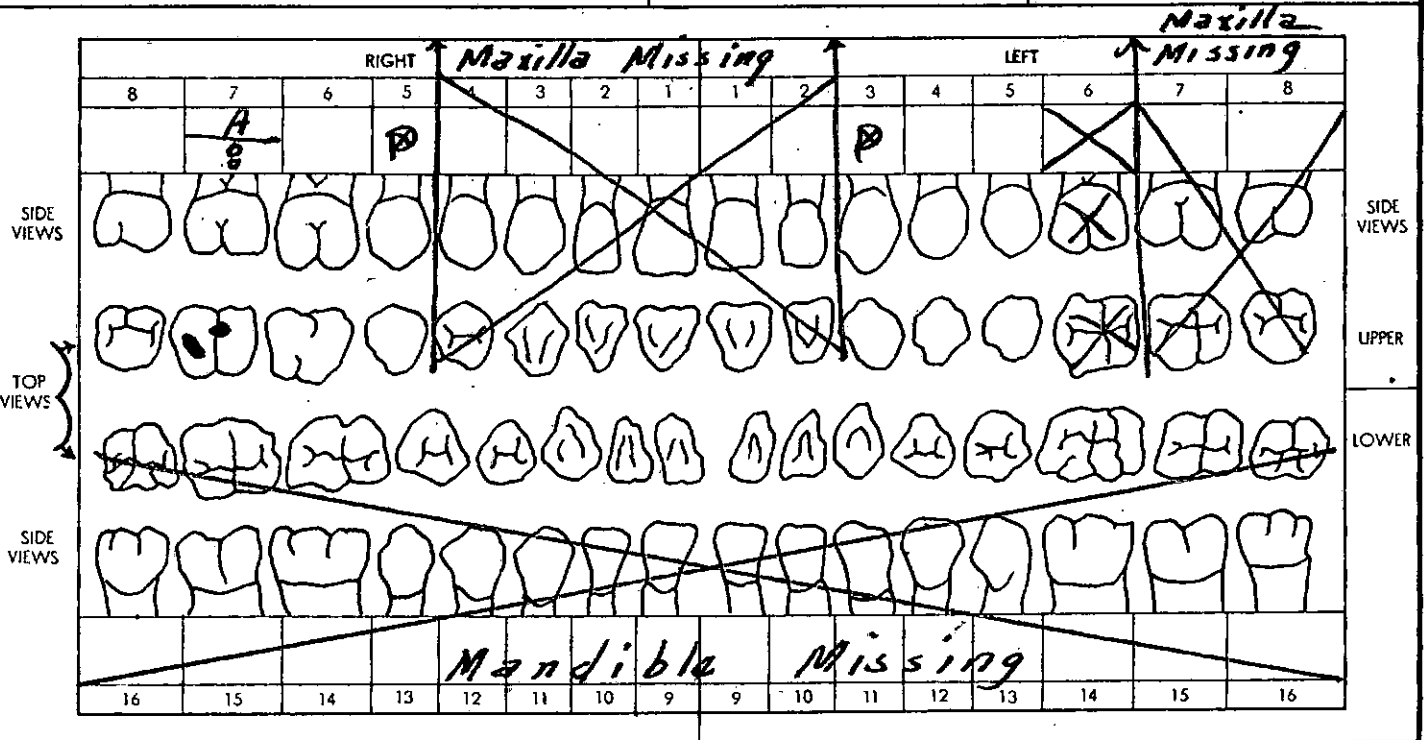 Maxilla
RIGHT Maxilla Missing LEFT Missing
8 7 6 5 4 3 2 1 1 2 3 4 5 6 7 8
A
P P
SIDE VIEWS SIDE VIEWS
UPPER
TOP VIEWS
LOWER
SIDE VIEWS
Mandible Missing
16 15 14 13 12 11 10 9 9 10 11 12 13 14 15 16